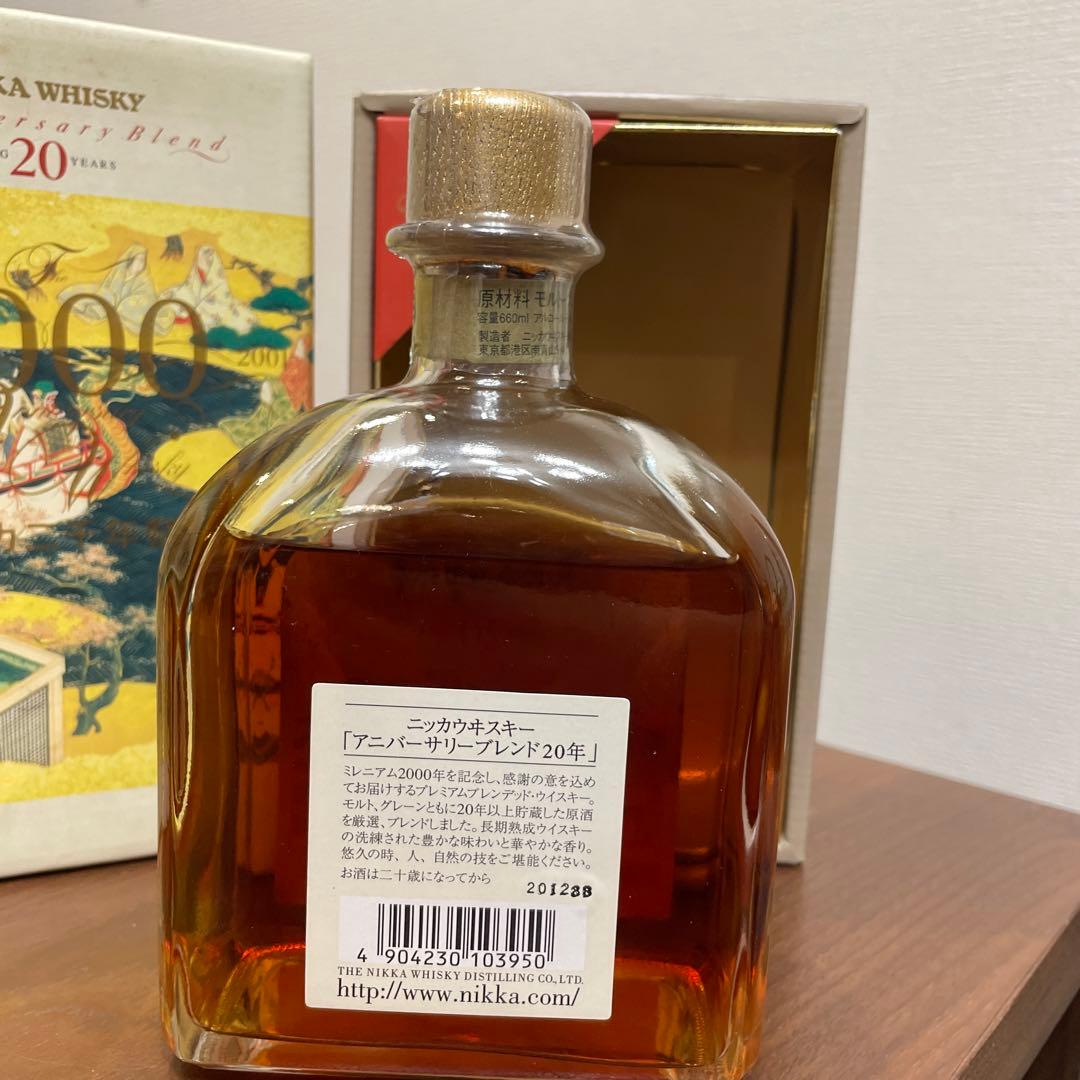 KA WHISKY
ersary Blend
G 20 YEARS
2000
2001
原材料 モル
容量660ml アルコー
製造者 ニッカウ
東京都港区南青山5
ニッカウヰスキー
「アニバーサリーブレンド20年」
ミレニアム2000年を記念し、感謝の意を込め
てお届けするプレミアムブレンデッド・ウイスキー。
モルト、グレーンともに20年以上貯蔵した原酒
を厳選、ブレンドしました。長期熟成ウイスキー
の洗練された豊かな味わいと華やかな香り。
悠久の時、人、自然の技をご堪能ください。
お酒は二十歳になってから
201238
4 904230 103950
THE NIKKA WHISKY DISTILLING CO., LTD.
http://www.nikka.com/